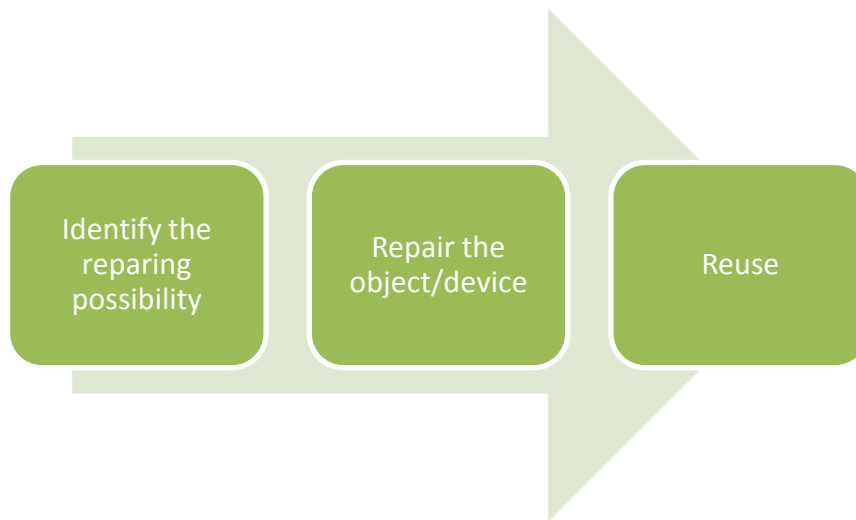 Identify the
reparing
possibility
Repair the
object/device
Reuse